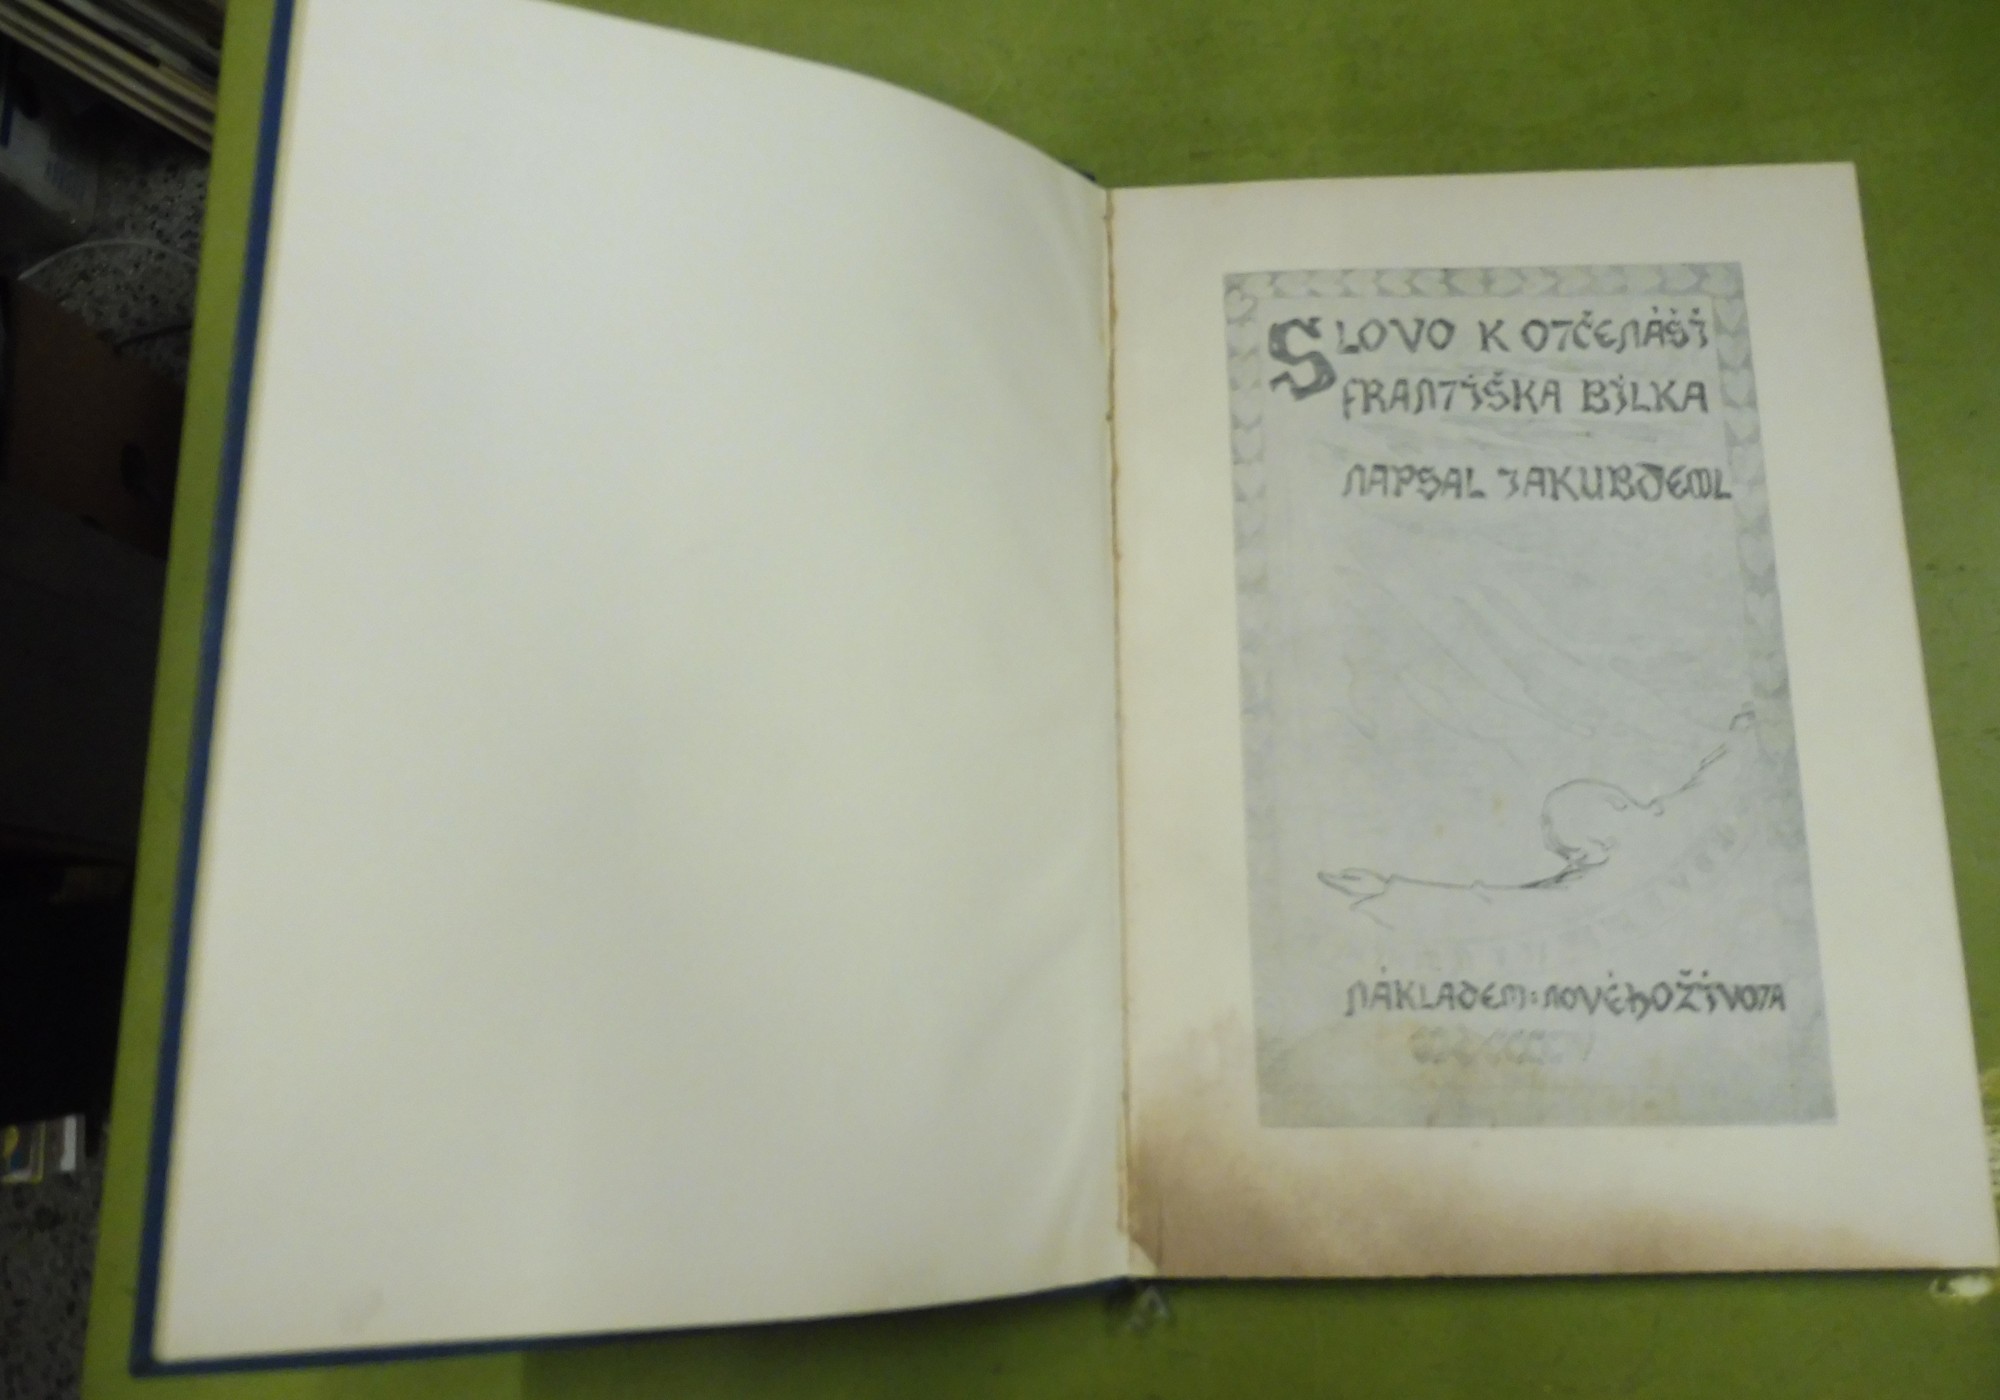 SLOVO K OTČENÁŠI
FRANTIŠKA BÍLKA
NAPSAL JAKUB DEML
NÁKLADEM: NOVÉHO ŽIVOTA